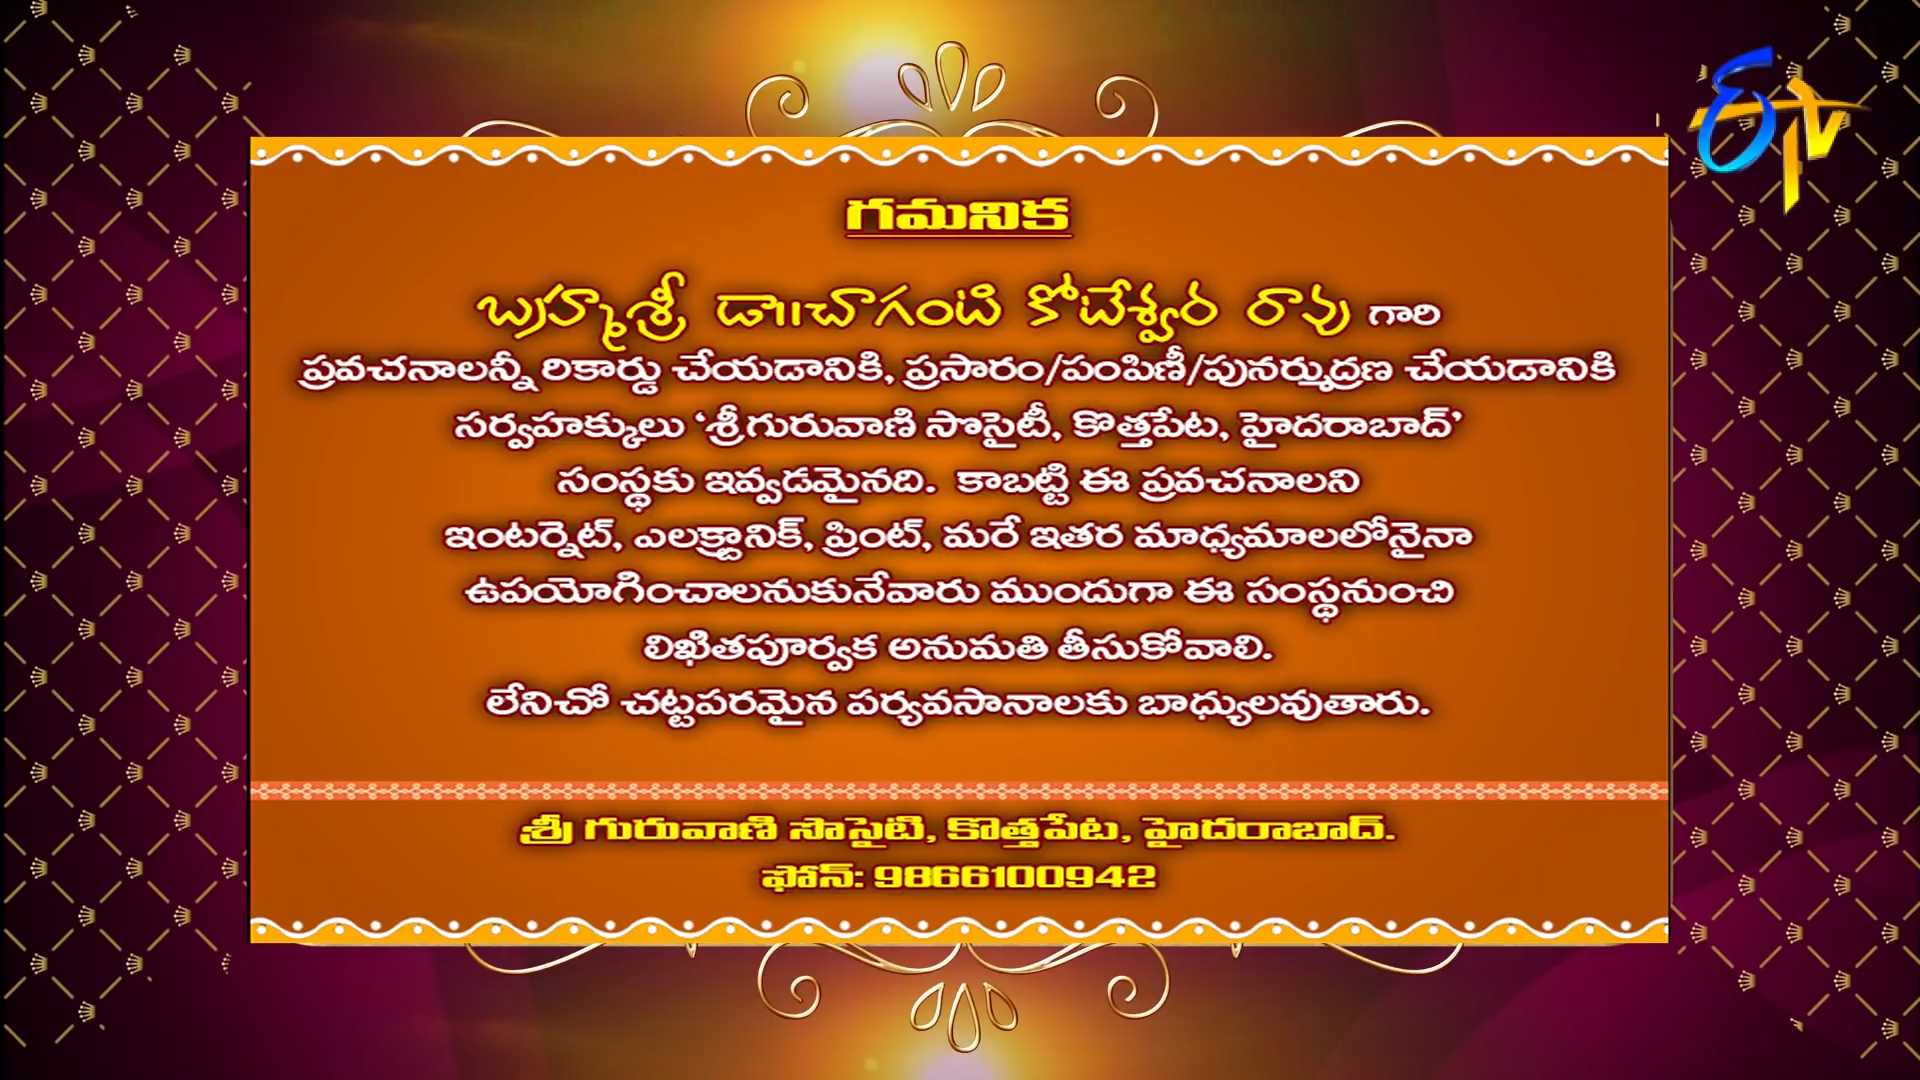 ఈTV
గమనిక
బ్రహ్మశ్రీ డా॥చాగంటి కోటేశ్వర రావు గారి
ప్రవచనాలన్నీ రికార్డు చేయడానికి, ప్రసారం/పంపిణీ/పునర్ముద్రణ చేయడానికి
సర్వహక్కులు ‘శ్రీగురువాణి సొసైటీ, కొత్తపేట, హైదరాబాద్’
సంస్థకు ఇవ్వడమైనది. కాబట్టి ఈ ప్రవచనాలని
ఇంటర్నెట్, ఎలక్ట్రానిక్, ప్రింట్, మరే ఇతర మాధ్యమాలలోనైనా
ఉపయోగించాలనుకునేవారు ముందుగా ఈ సంస్థనుంచి
లిఖితపూర్వక అనుమతి తీసుకోవాలి.
లేనిచో చట్టపరమైన పర్యవసానాలకు బాధ్యులవుతారు.
శ్రీ గురువాణి సొసైటి, కొత్తపేట, హైదరాబాద్.
ఫోన్: 9866100942